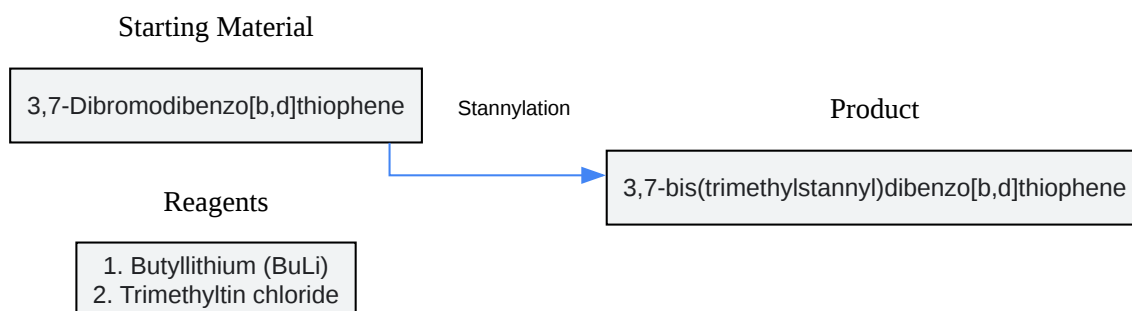 Starting Material
3,7-Dibromodibenzo[b,d]thiophene
Stannylation
Product
3,7-bis(trimethylstannyl)dibenzo[b,d]thiophene
Reagents
1. Butyllithium (BuLi)
2. Trimethyltin chloride